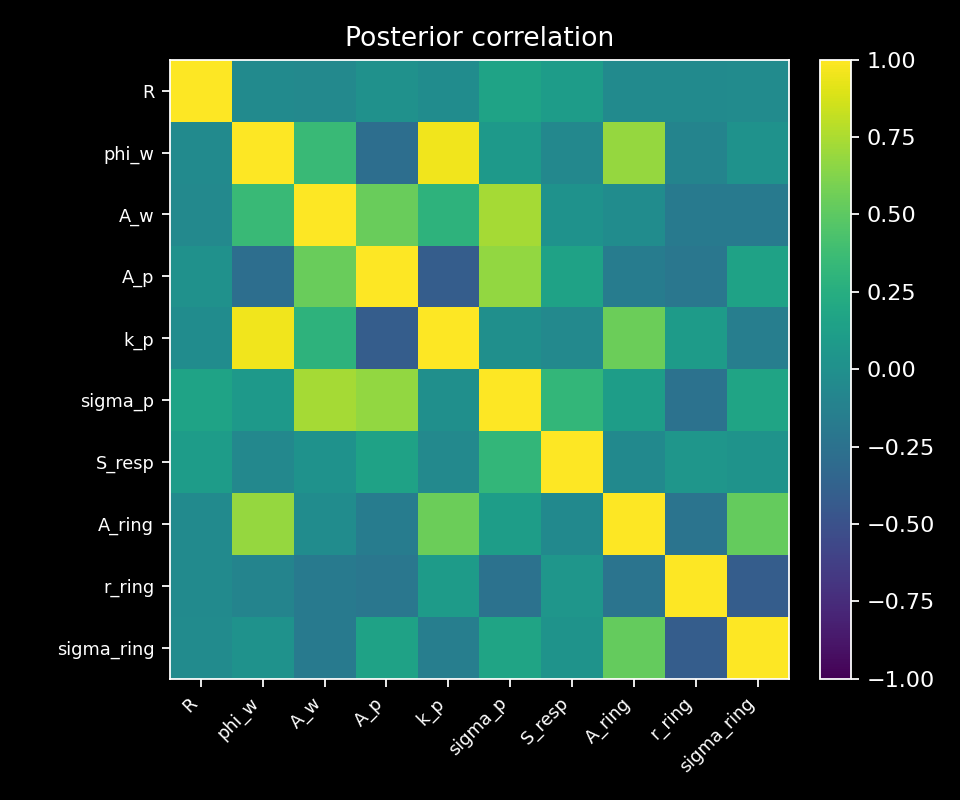 Posterior correlation
R
phi_w
A_w
A_p
k_p
sigma_p
S_resp
A_ring
r_ring
sigma_ring
R
phi_w
A_w
A_p
k_p
sigma_p
S_resp
A_ring
r_ring
sigma_ring
1.00
0.75
0.50
0.25
0.00
−0.25
−0.50
−0.75
−1.00